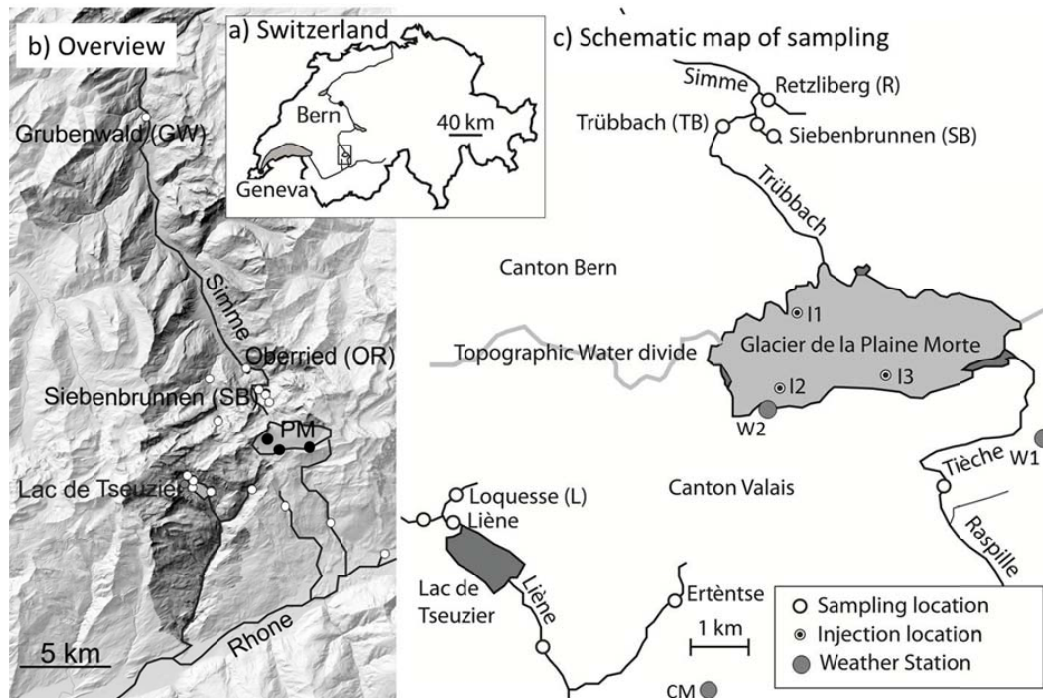 b) Overview
Grubenwald (GW)
Simme
Oberried (OR)
Siebenbrunnen (SB)
PM
Lac de Tseuzier
Rhone
5 km
a) Switzerland
Bern
40 km
Geneva
c) Schematic map of sampling
Simme
Retzliberg (R)
Trübbach (TB)
Siebenbrunnen (SB)
Trübbach
Canton Bern
Topographic Water divide
I1
Glacier de la Plaine Morte
I2
I3
W2
W1
Tièche
Canton Valais
Raspille
Loquesse (L)
Liène
Lac de
Tseuzier
Liène
Ertèntse
1 km
CM
Sampling location
Injection location
Weather Station